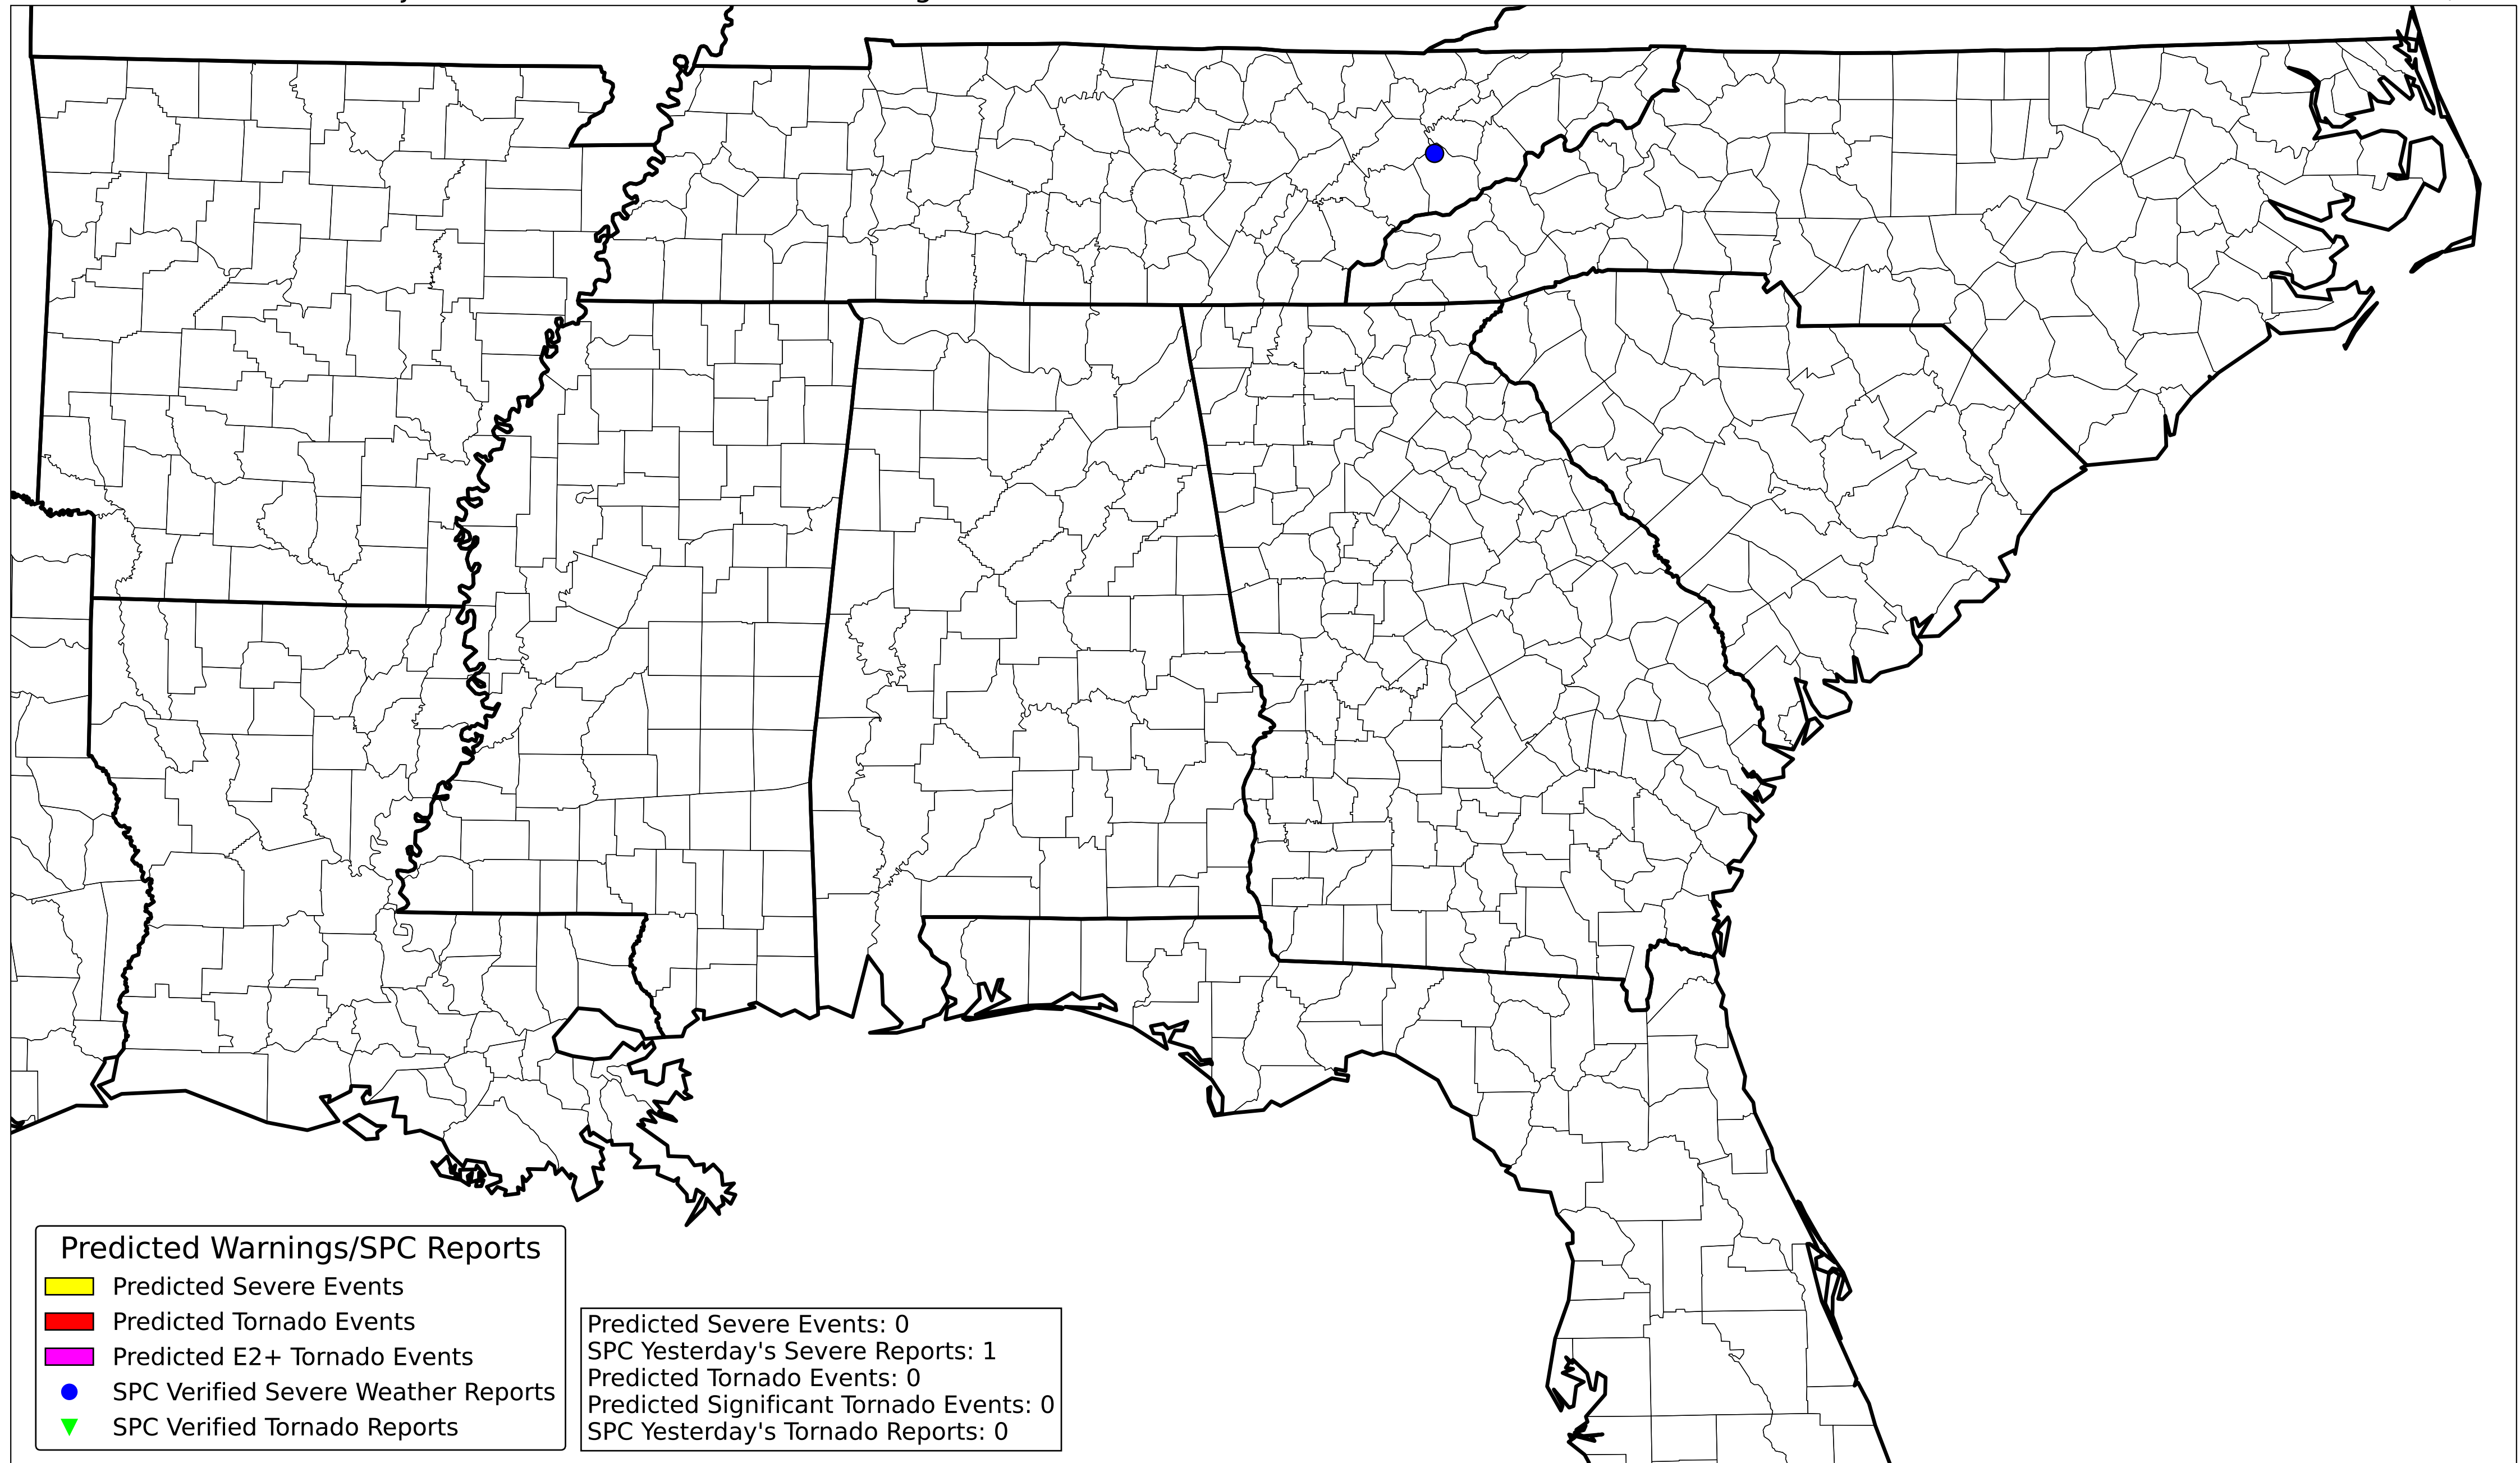 Predicted Warnings/SPC Reports
Predicted Severe Events
Predicted Tornado Events
Predicted E2+ Tornado Events
SPC Verified Severe Weather Reports
SPC Verified Tornado Reports
Predicted Severe Events: 0
SPC Yesterday's Severe Reports: 1
Predicted Tornado Events: 0
Predicted Significant Tornado Events: 0
SPC Yesterday's Tornado Reports: 0